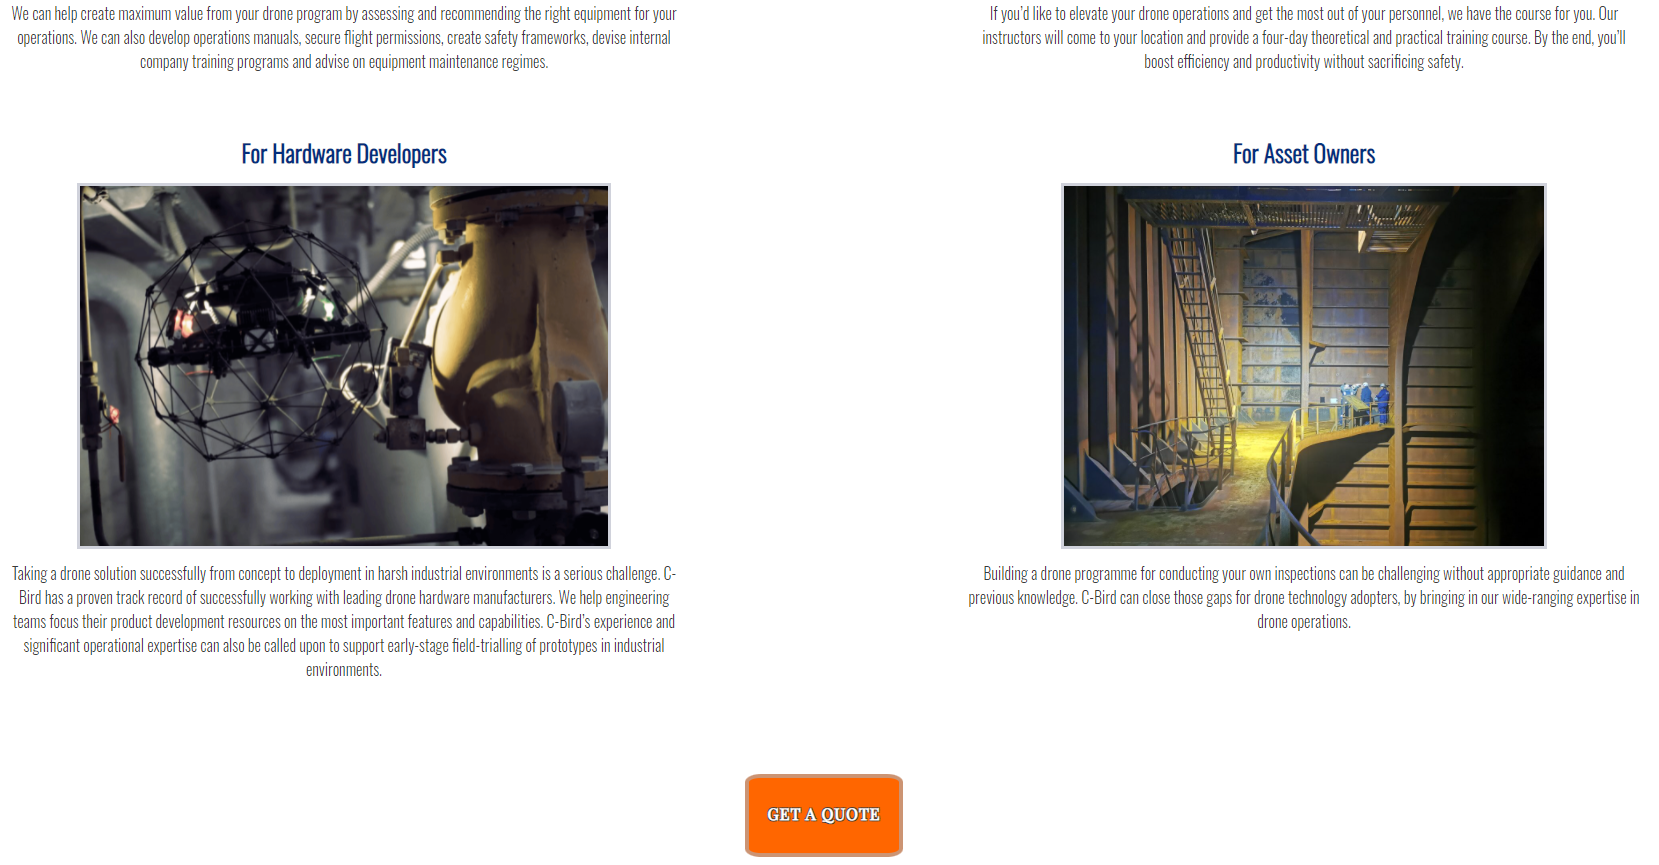 We can help create maximum value from your drone program by assessing and recommending the right equipment for your
operations. We can also develop operations manuals, secure flight permissions, create safety frameworks, devise internal
company training programs and advise on equipment maintenance regimes.
If you'd like to elevate your drone operations and get the most out of your personnel, we have the course for you. Our
instructors will come to your location and provide a four-day theoretical and practical training course. By the end, you'll
boost efficiency and productivity without sacrificing safety.
For Hardware Developers
Taking a drone solution successfully from concept to deployment in harsh industrial environments is a serious challenge. C-
Bird has a proven track record of successfully working with leading drone hardware manufacturers. We help engineering
teams focus their product development resources on the most important features and capabilities. C-Bird's experience and
significant operational expertise can also be called upon to support early-stage field-trialling of prototypes in industrial
environments.
For Asset Owners
Building a drone programme for conducting your own inspections can be challenging without appropriate guidance and
previous knowledge. C-Bird can close those gaps for drone technology adopters, by bringing in our wide-ranging expertise in
drone operations.
GET A QUOTE